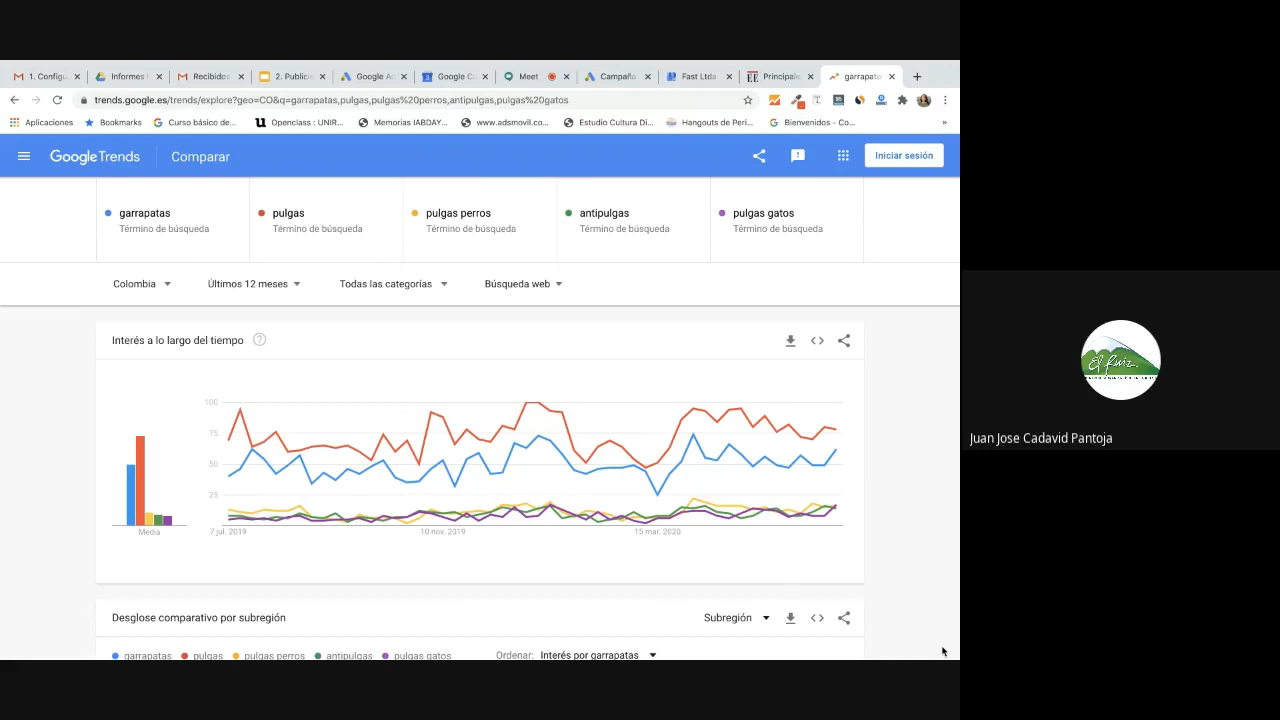 1. Configu
Informes
Recibidos
2. Publici
Google Ac
Google C
Meet
Campaña
Fast Ltda
Principale
garrapata
trends.google.es/trends/explore?geo=CO&q=garrapatas,pulgas,pulgas%20perros,antipulgas,pulgas%20gatos
Aplicaciones
Bookmarks
Curso básico de...
Openclass : UNIR...
Memorias IABDAY...
www.adsmovil.co...
Estudio Cultura Di...
Hangouts de Peri...
Bienvenidos - Co...
»
Google Trends
Comparar
Iniciar sesión
garrapatas
Término de búsqueda
pulgas
Término de búsqueda
pulgas perros
Término de búsqueda
antipulgas
Término de búsqueda
pulgas gatos
Término de búsqueda
Colombia
Últimos 12 meses
Todas las categorías
Búsqueda web
Interés a lo largo del tiempo
100
75
50
25
Media
7 jul. 2019
10 nov. 2019
15 mar. 2020
Desglose comparativo por subregión
Subregión
garrapatas
pulgas
pulgas perros
antipulgas
pulgas gatos
Ordenar: Interés por garrapatas
El Ruiz
Juan Jose Cadavid Pantoja